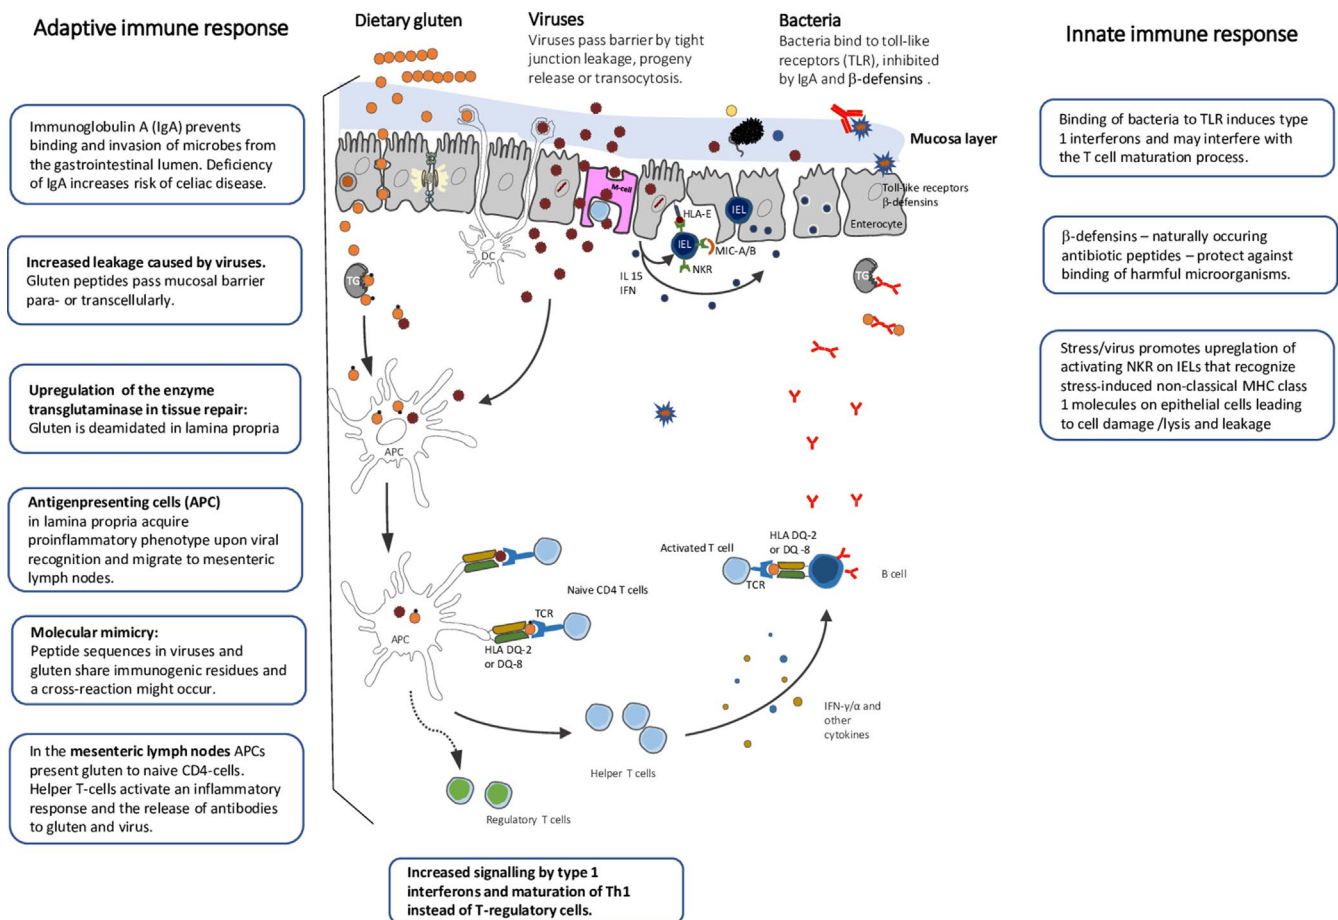 Adaptive immune response
Dietary gluten
Viruses
Viruses pass barrier by tight
junction leakage, progeny
release or transocytosis.
Bacteria
Bacteria bind to toll-like
receptors (TLR), inhibited
by IgA and β-defensins .
Innate immune response
Immunoglobulin A (IgA) prevents
binding and invasion of microbes from
the gastrointestinal lumen. Deficiency
of IgA increases risk of celiac disease.
Increased leakage caused by viruses.
Gluten peptides pass mucosal barrier
para- or transcellularly.
Upregulation of the enzyme
transglutaminase in tissue repair:
Gluten is deamidated in lamina propria
Antigenpresenting cells (APC)
in lamina propria acquire
proinflammatory phenotype upon viral
recognition and migrate to mesenteric
lymph nodes.
Molecular mimicry:
Peptide sequences in viruses and
gluten share immunogenic residues and
a cross-reaction might occur.
In the mesenteric lymph nodes APCs
present gluten to naive CD4-cells.
Helper T-cells activate an inflammatory
response and the release of antibodies
to gluten and virus.
Mucosa layer
M-cell
Toll-like receptors
β-defensins
Enterocyte
HLA-E
IEL
IEL
MIC-A/B
NKR
DC
IL 15
IFN
TG
TG
APC
Activated T cell
HLA DQ-2
or DQ -8
TCR
B cell
Naive CD4 T cells
TCR
APC
HLA DQ-2
or DQ-8
IFN-γ/α and
other
cytokines
Helper T cells
Regulatory T cells
Increased signalling by type 1
interferons and maturation of Th1
instead of T-regulatory cells.
Binding of bacteria to TLR induces type
1 interferons and may interfere with
the T cell maturation process.
β-defensins – naturally occuring
antibiotic peptides – protect against
binding of harmful microorganisms.
Stress/virus promotes upreglation of
activating NKR on IELs that recognize
stress-induced non-classical MHC class
1 molecules on epithelial cells leading
to cell damage /lysis and leakage